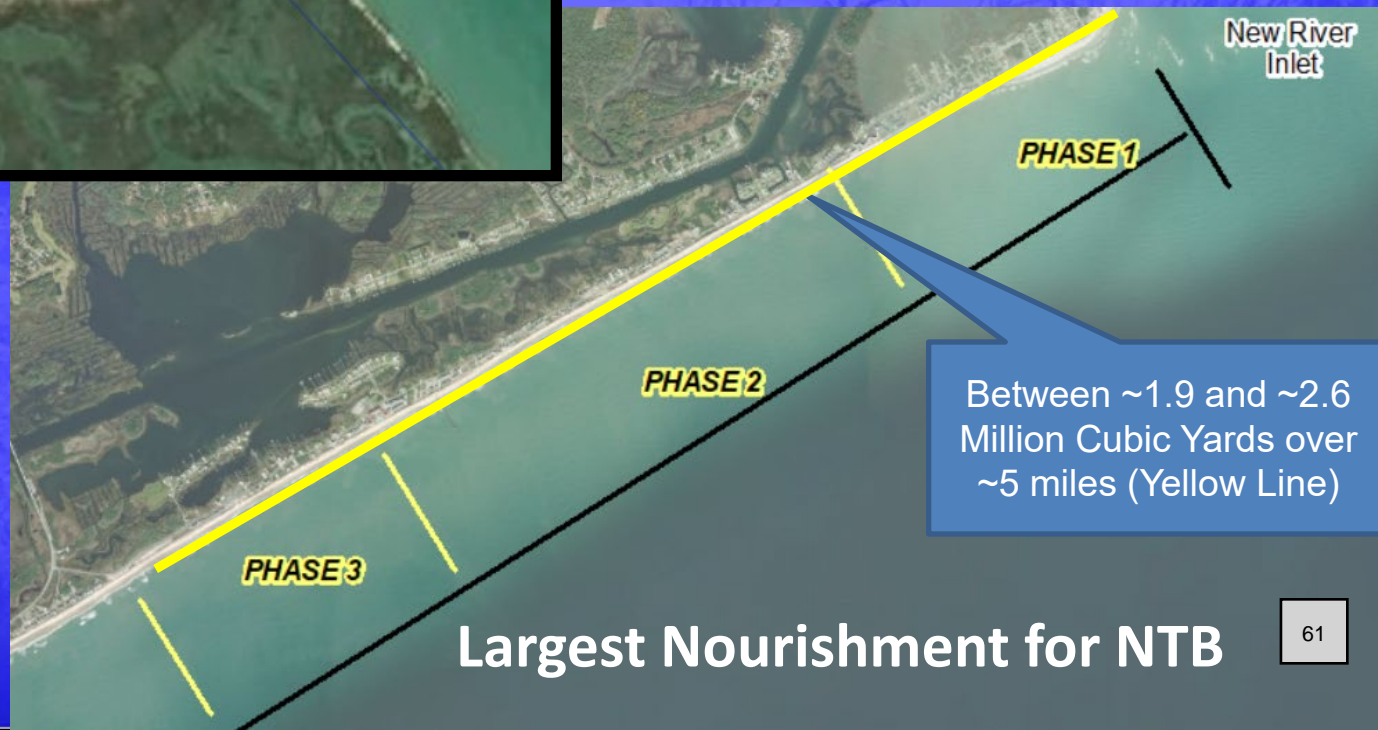 New River
Inlet
PHASE 1
PHASE 2
Between ~1.9 and ~2.6
Million Cubic Yards over
~5 miles (Yellow Line)
PHASE 3
Largest Nourishment for NTB
61